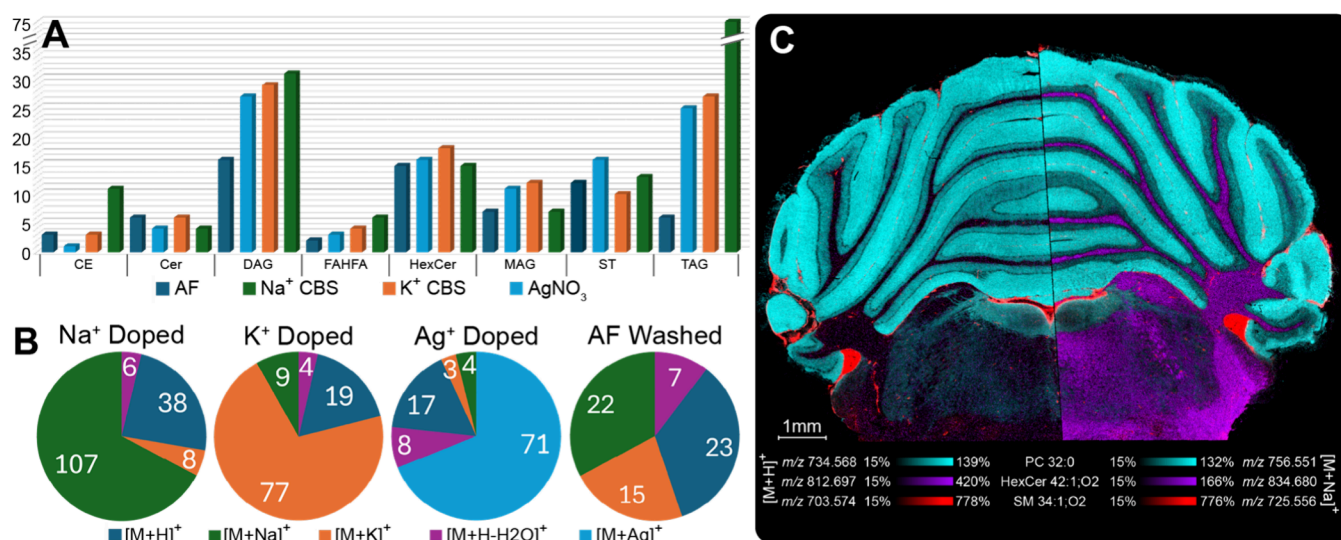 A
75
35
30
25
20
15
10
5
0
CE Cer DAG FAHFA HexCer MAG ST TAG
AF Na⁺ CBS K⁺ CBS AgNO₃
B
Na⁺ Doped K⁺ Doped Ag⁺ Doped AF Washed
6 38 8 107
4 19 77 9
4 71 8 17 3
7 23 15 22
[M+H]⁺ [M+Na]⁺ [M+K]⁺ [M+H-H2O]⁺ [M+Ag]⁺
C
1mm
[M+H]⁺
m/z 734.568 15% 139% PC 32:0 15% 132% m/z 756.551
m/z 812.697 15% 420% HexCer 42:1;O2 15% 166% m/z 834.680
m/z 703.574 15% 778% SM 34:1;O2 15% 776% m/z 725.556
[M+Na]⁺